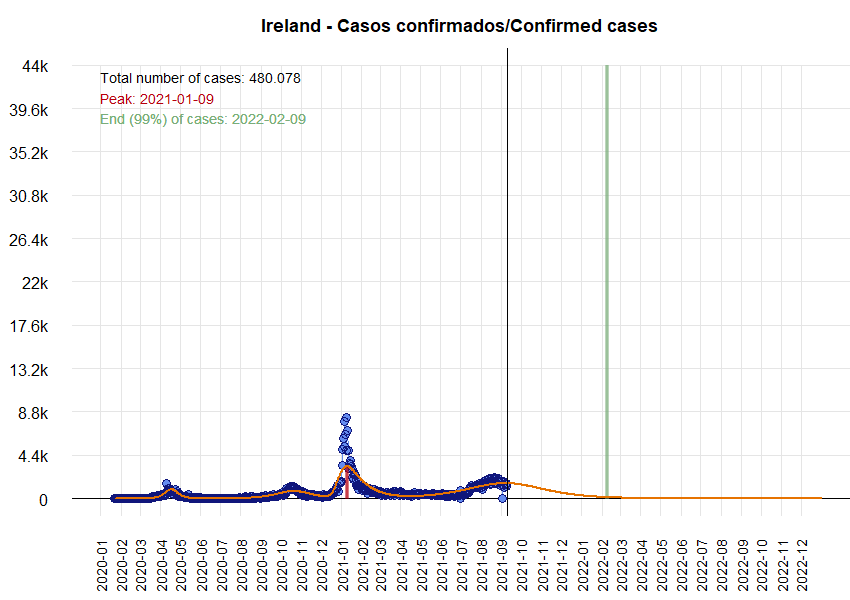 Ireland - Casos confirmados/Confirmed cases
Total number of cases: 480.078
Peak: 2021-01-09
End (99%) of cases: 2022-02-09
44k
39.6k
35.2k
30.8k
26.4k
22k
17.6k
13.2k
8.8k
4.4k
0
2020-01
2020-02
2020-03
2020-04
2020-05
2020-06
2020-07
2020-08
2020-09
2020-10
2020-11
2020-12
2021-01
2021-02
2021-03
2021-04
2021-05
2021-06
2021-07
2021-08
2021-09
2021-10
2021-11
2021-12
2022-01
2022-02
2022-03
2022-04
2022-05
2022-06
2022-07
2022-08
2022-09
2022-10
2022-11
2022-12